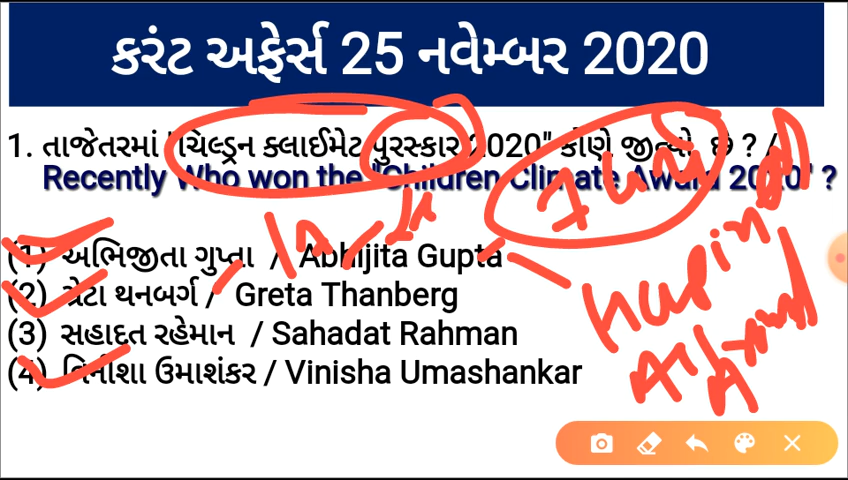 કરંટ અફેર્સ 25 નવેમ્બર 2020
1. તાજેતરમાં "ચિલ્ડ્રન ક્લાઈમેટ પુરસ્કાર 2020" કોણે જીત્યો છે ? /
Recently Who won the "Children Climate Award 2020" ?
(1) અભિજીતા ગુપ્તા / Abhijita Gupta
(2) ગ્રેટા થનબર્ગ / Greta Thanberg
(3) સહાદત રહેમાન / Sahadat Rahman
(4) વિનીશા ઉમાશંકર / Vinisha Umashankar